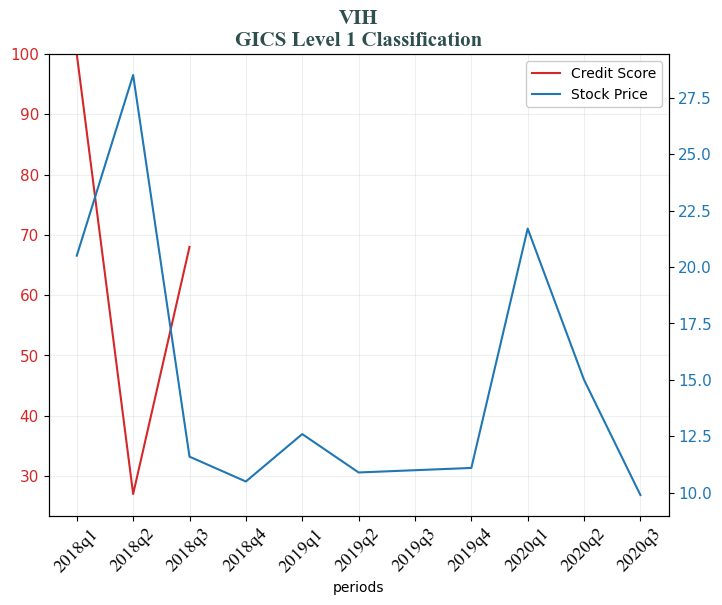 VIH
GICS Level 1 Classification
Credit Score
Stock Price
100
90
80
70
60
50
40
30
27.5
25.0
22.5
20.0
17.5
15.0
12.5
10.0
2018q1
2018q2
2018q3
2018q4
2019q1
2019q2
2019q3
2019q4
2020q1
2020q2
2020q3
periods